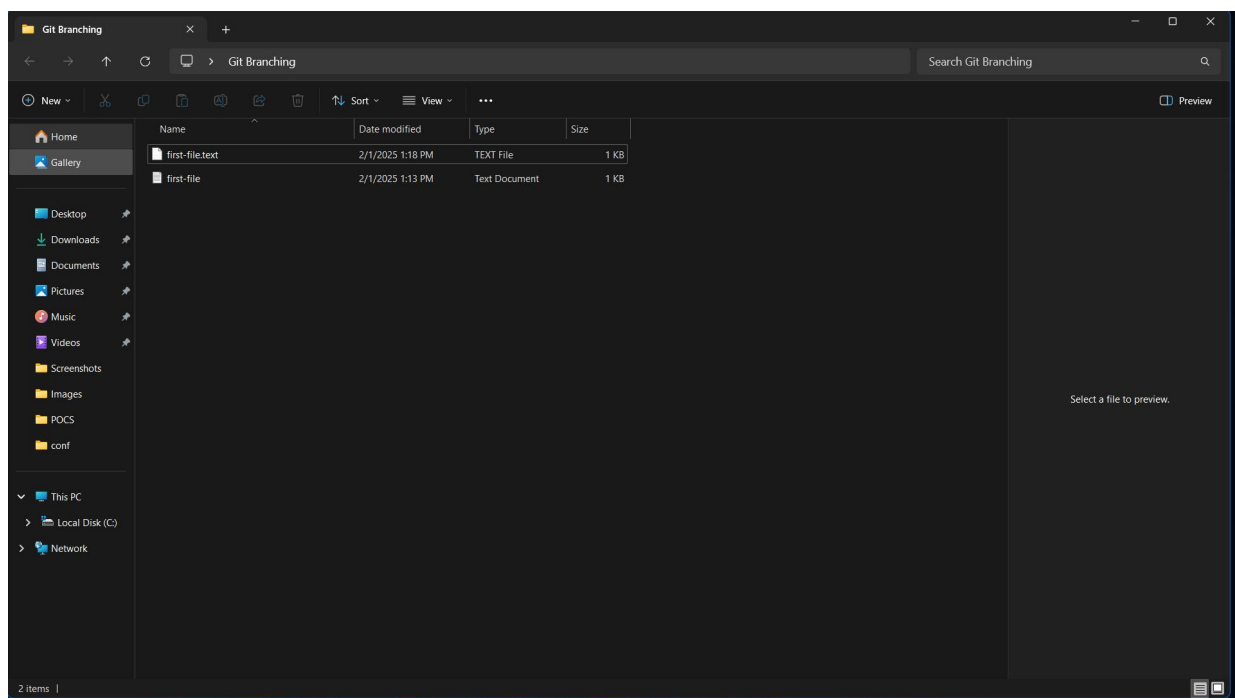 Git Branching
Git Branching
Search Git Branching
New
Sort
View
Preview
Home
Gallery
Desktop
Downloads
Documents
Pictures
Music
Videos
Screenshots
Images
POCS
conf
This PC
Local Disk (C:)
Network
Name Date modified Type Size
first-file.text 2/1/2025 1:18 PM TEXT File 1 KB
first-file 2/1/2025 1:13 PM Text Document 1 KB
Select a file to preview.
2 items